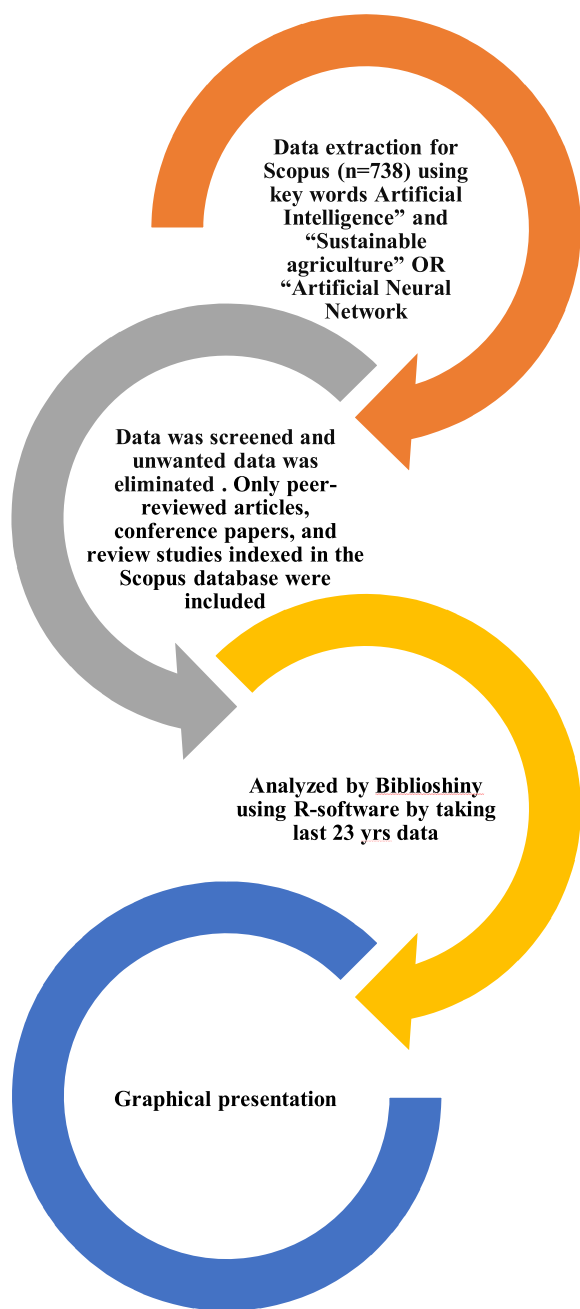 Data extraction for
Scopus (n=738) using
key words Artificial
Intelligence” and
“Sustainable
agriculture” OR
“Artificial Neural
Network
Data was screened and
unwanted data was
eliminated . Only peer-
reviewed articles,
conference papers, and
review studies indexed in the
Scopus database were
included
Analyzed by Biblioshiny
using R-software by taking
last 23 yrs data
Graphical presentation